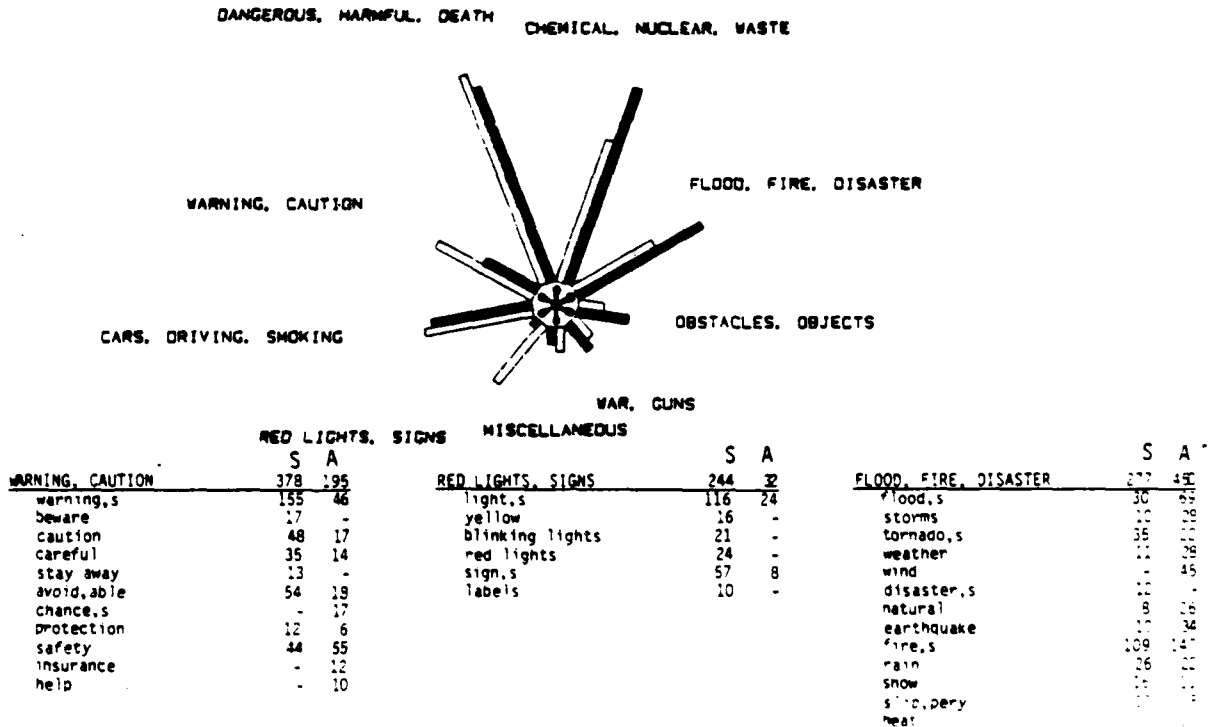 DANGEROUS, HARMFUL, DEATH
CHEMICAL, NUCLEAR, WASTE
FLOOD, FIRE, DISASTER
WARNING, CAUTION
OBSTACLES, OBJECTS
CARS, DRIVING, SMOKING
WAR, GUNS
RED LIGHTS, SIGNS
MISCELLANEOUS
S A
WARNING, CAUTION 378 195
warning,s 155 46
beware 17 -
caution 48 17
careful 35 14
stay away 13 -
avoid,able 54 18
chance,s - 17
protection 12 6
safety 44 55
insurance - 12
help - 10
S A
RED LIGHTS, SIGNS 244 32
light,s 116 24
yellow 16 -
blinking lights 21 -
red lights 24 -
sign,s 57 8
labels 10 -
S A
FLOOD, FIRE, DISASTER
flood,s 30 69
storms
tornado,s 35
weather
wind - 45
disaster,s -
natural 8
earthquake 34
fire,s 109
rain 26
snow
slip,pery
heat